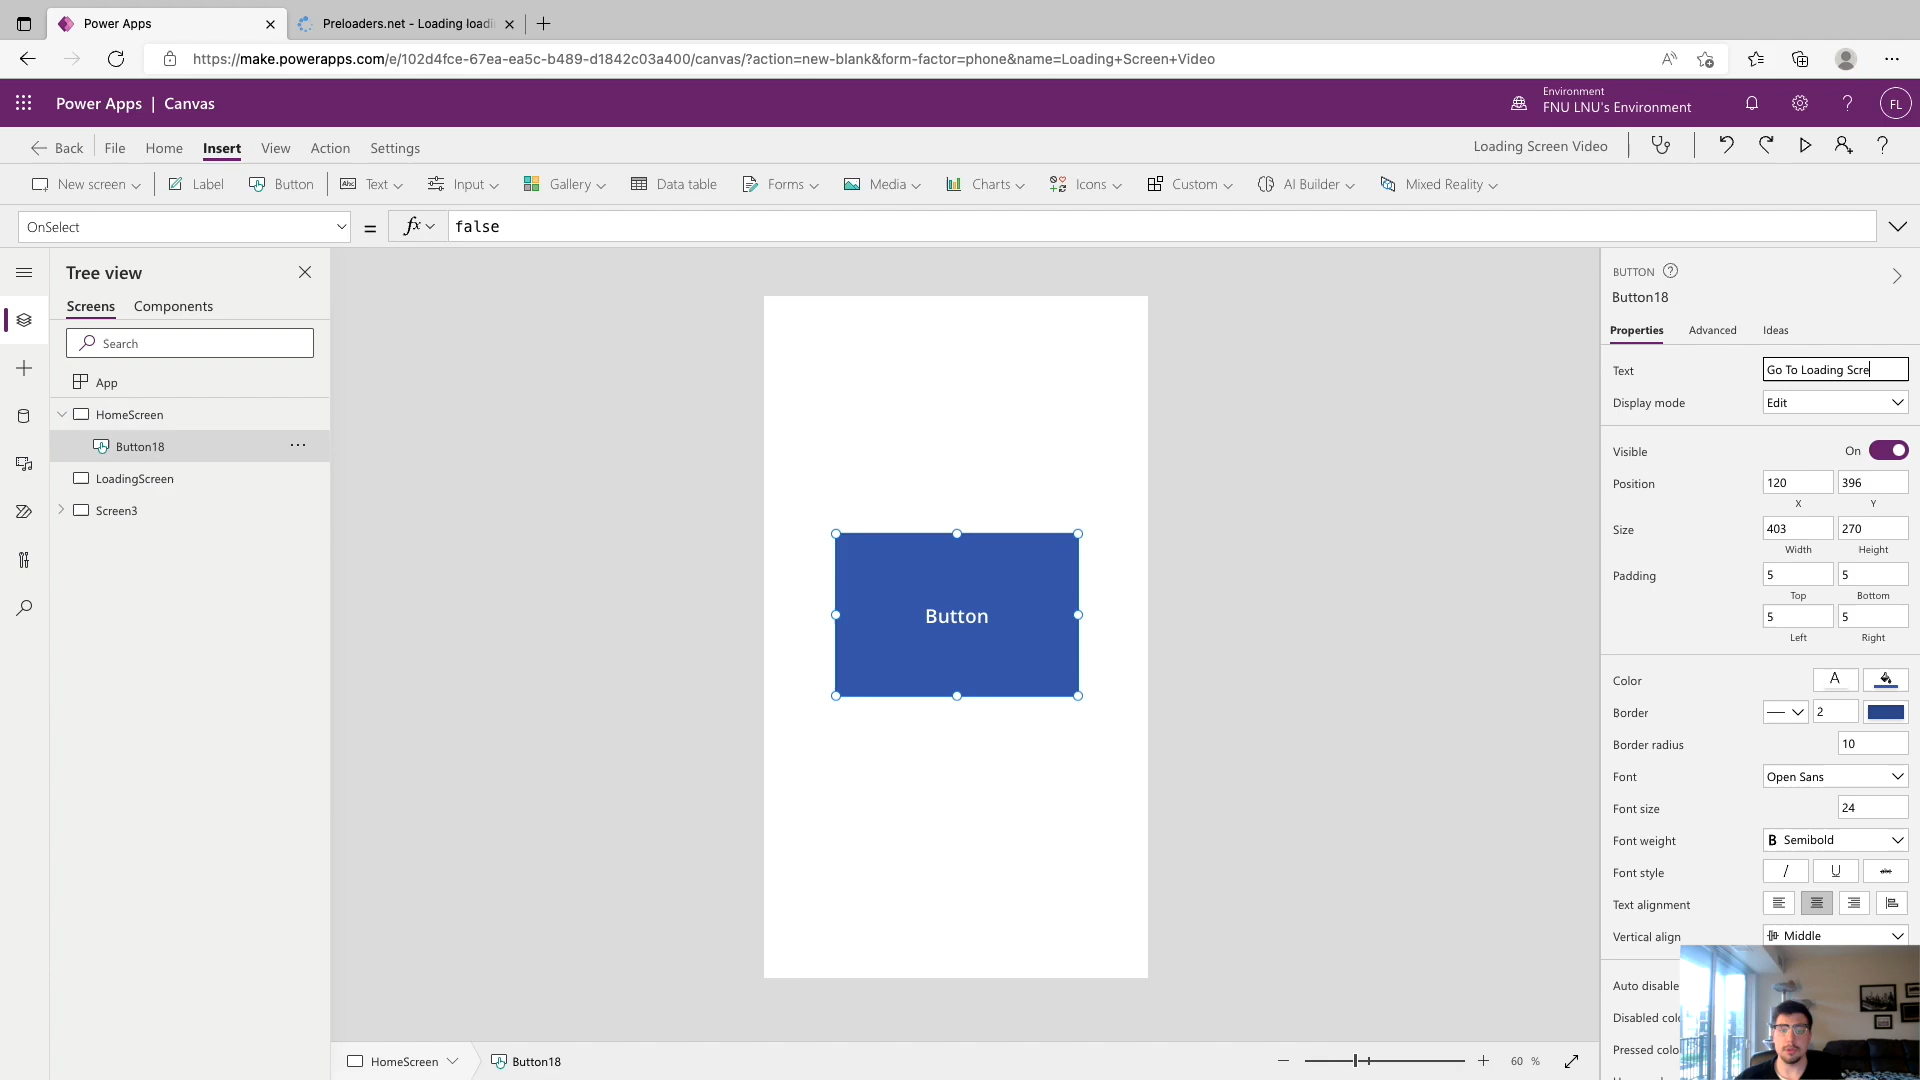 Power Apps
Preloaders.net - Loading loadi
https://make.powerapps.com/e/102d4fce-67ea-ea5c-b489-d1842c03a400/canvas/?action=new-blank&form-factor=phone&name=Loading+Screen+Video
Power Apps | Canvas
Environment
FNU LNU's Environment
FL
Back
File
Home
Insert
View
Action
Settings
Loading Screen Video
New screen
Label
Button
Text
Input
Gallery
Data table
Forms
Media
Charts
Icons
Custom
AI Builder
Mixed Reality
OnSelect
=
fx
false
Tree view
Screens
Components
Search
App
HomeScreen
Button18
LoadingScreen
Screen3
Button
BUTTON
Button18
Properties
Advanced
Ideas
Text
Go To Loading Scre
Display mode
Edit
Visible
On
Position
120
396
X
Y
Size
403
270
Width
Height
Padding
5
5
Top
Bottom
5
5
Left
Right
Color
A
Border
2
Border radius
10
Font
Open Sans
Font size
24
Font weight
B Semibold
Font style
/
U
abc
Text alignment
Vertical align
Middle
Auto disable
Disabled colo
Pressed colo
HomeScreen
Button18
60 %